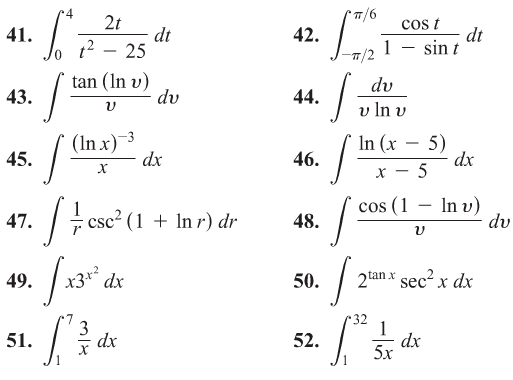 41. ∫₀⁴ 2t/(t² − 25) dt
42. ∫_{−π/2}^{π/6} cos t/(1 − sin t) dt
43. ∫ tan (ln v)/v dv
44. ∫ dv/(v ln v)
45. ∫ (ln x)⁻³/x dx
46. ∫ ln (x − 5)/(x − 5) dx
47. ∫ 1/r csc² (1 + ln r) dr
48. ∫ cos (1 − ln v)/v dv
49. ∫ x3^{x²} dx
50. ∫ 2^{tan x} sec² x dx
51. ∫₁⁷ 3/x dx
52. ∫₁³² 1/(5x) dx